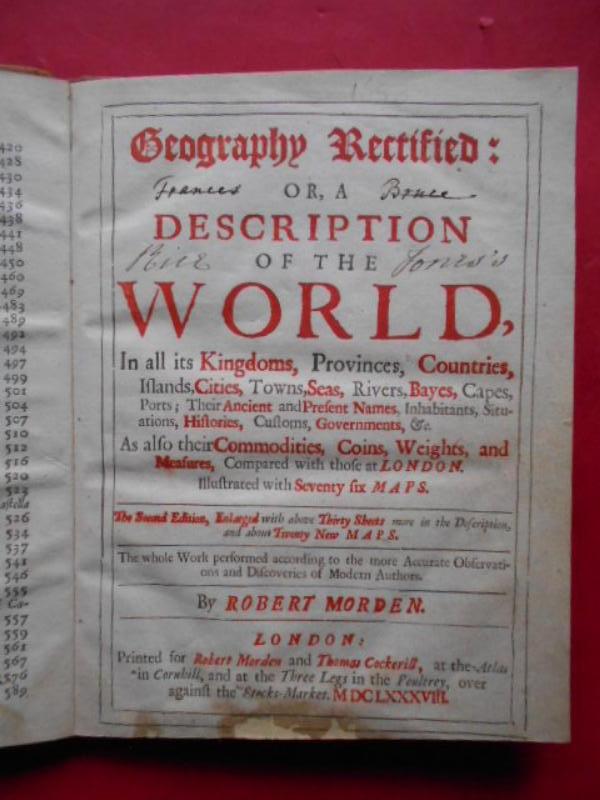 420
428
430
434
436
438
441
448
450
460
469
483
489
492
494
497
499
501
504
507
510
512
516
520
523
526
534
537
541
546
555
557
559
561
567
576
589
Geography Rectified:
Frances OR, A Bruce
DESCRIPTION
Rice OF THE Jones's
WORLD,
In all its Kingdoms, Provinces, Countries,
Iſlands, Cities, Towns, Seas, Rivers, Bayes, Capes,
Ports; Their Ancient and Preſent Names, Inhabitants, Situ-
ations, Hiſtories, Cuſtoms, Governments, &c.
As alſo their Commodities, Coins, Weights, and
Meaſures, Compared with thoſe at LONDON.
Illuſtrated with Seventy ſix MAPS.
The Second Edition, Enlarged with above Thirty Sheets more in the Deſcription,
and about Twenty New MAPS.
The whole Work performed according to the more Accurate Obſervati-
ons and Diſcoveries of Modern Authors.
By ROBERT MORDEN.
LONDON:
Printed for Robert Morden and Thomas Cockerill, at the Atlas
in Cornhill, and at the Three Legs in the Poultrey, over
againſt the Stocks-Market. MDCLXXXVIII.